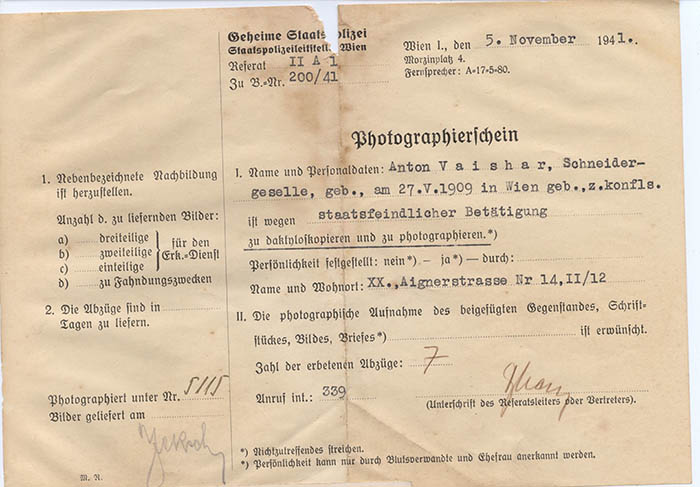 Geheime Staatspolizei
Staatspolizeileitstelle Wien
Referat II A 1
Zu B.-Nr. 200/41
Wien I., den 5. November 1941.
Morzinplatz 4.
Fernsprecher: A=17=5=80.
Photographierschein
1. Nebenbezeichnete Nachbildung
ist herzustellen.
Anzahl d. zu liefernden Bilder:
a) dreiteilige
b) zweiteilige
c) einteilige
für den
Erk.=Dienst
d) zu Fahndungszwecken
2. Die Abzüge sind in
Tagen zu liefern.
Photographiert unter Nr. 5115
Bilder geliefert am
M. R.
I. Name und Personaldaten: Anton V a i s h a r, Schneider-
geselle, geb., am 27.V.1909 in Wien geb.,z.konfls.
ist wegen staatsfeindlicher Betätigung
zu daktyloskopieren und zu photographieren.*)
Persönlichkeit festgestellt: nein*) – ja*) — durch:
Name und Wohnort: XX.,Aignerstrasse Nr 14,II/12
II. Die photographische Aufnahme des beigefügten Gegenstandes, Schrift=
stückes, Bildes, Briefes*) ist erwünscht.
Zahl der erbetenen Abzüge: 7
Anruf int.: 339
(Unterschrift des Referatsleiters oder Vertreters).
*) Nichtzutreffendes streichen.
*) Persönlichkeit kann nur durch Blutsverwandte und Ehefrau anerkannt werden.